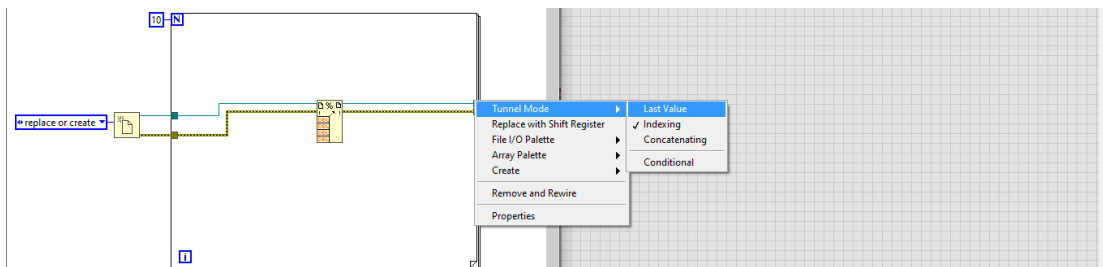 10
N
replace or create
Tunnel Mode
Last Value
Replace with Shift Register
✓ Indexing
File I/O Palette
Concatenating
Array Palette
Conditional
Create
Remove and Rewire
Properties
i